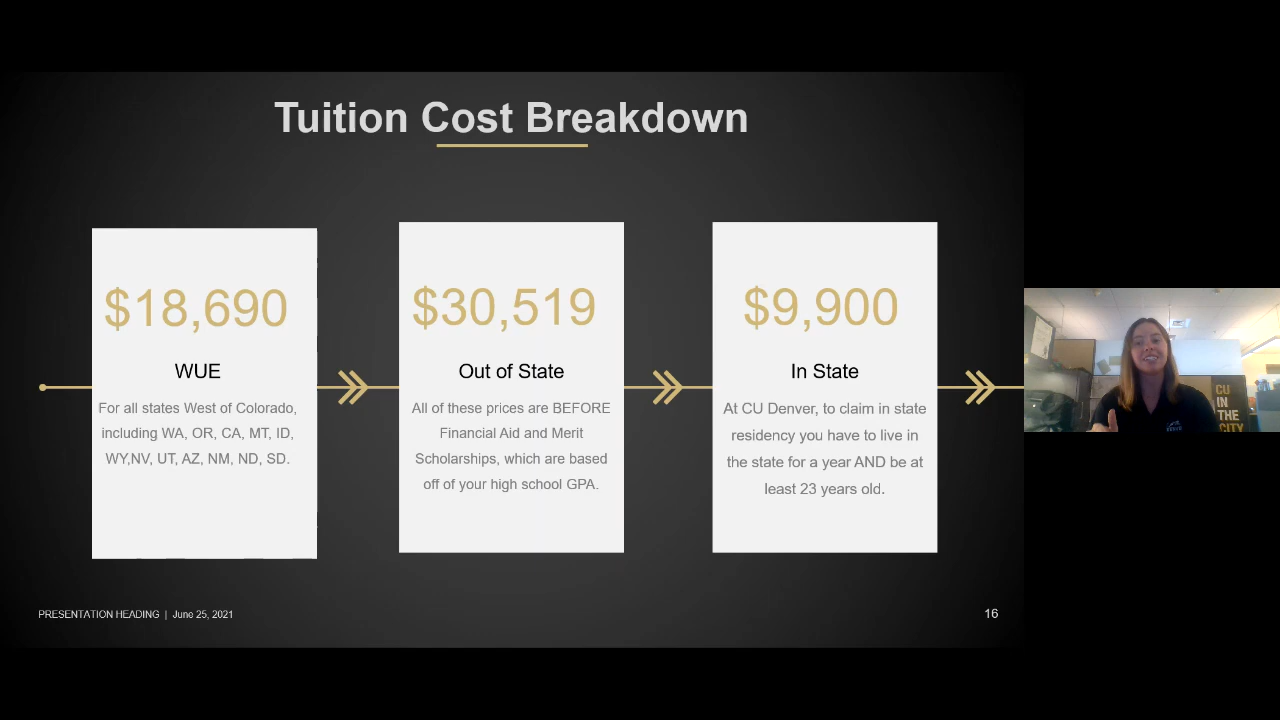 Tuition Cost Breakdown
$18,690
WUE
For all states West of Colorado,
including WA, OR, CA, MT, ID,
WY,NV, UT, AZ, NM, ND, SD.
$30,519
Out of State
All of these prices are BEFORE
Financial Aid and Merit
Scholarships, which are based
off of your high school GPA.
$9,900
In State
At CU Denver, to claim in state
residency you have to live in
the state for a year AND be at
least 23 years old.
PRESENTATION HEADING | June 25, 2021
16
CU
IN
THE
CITY